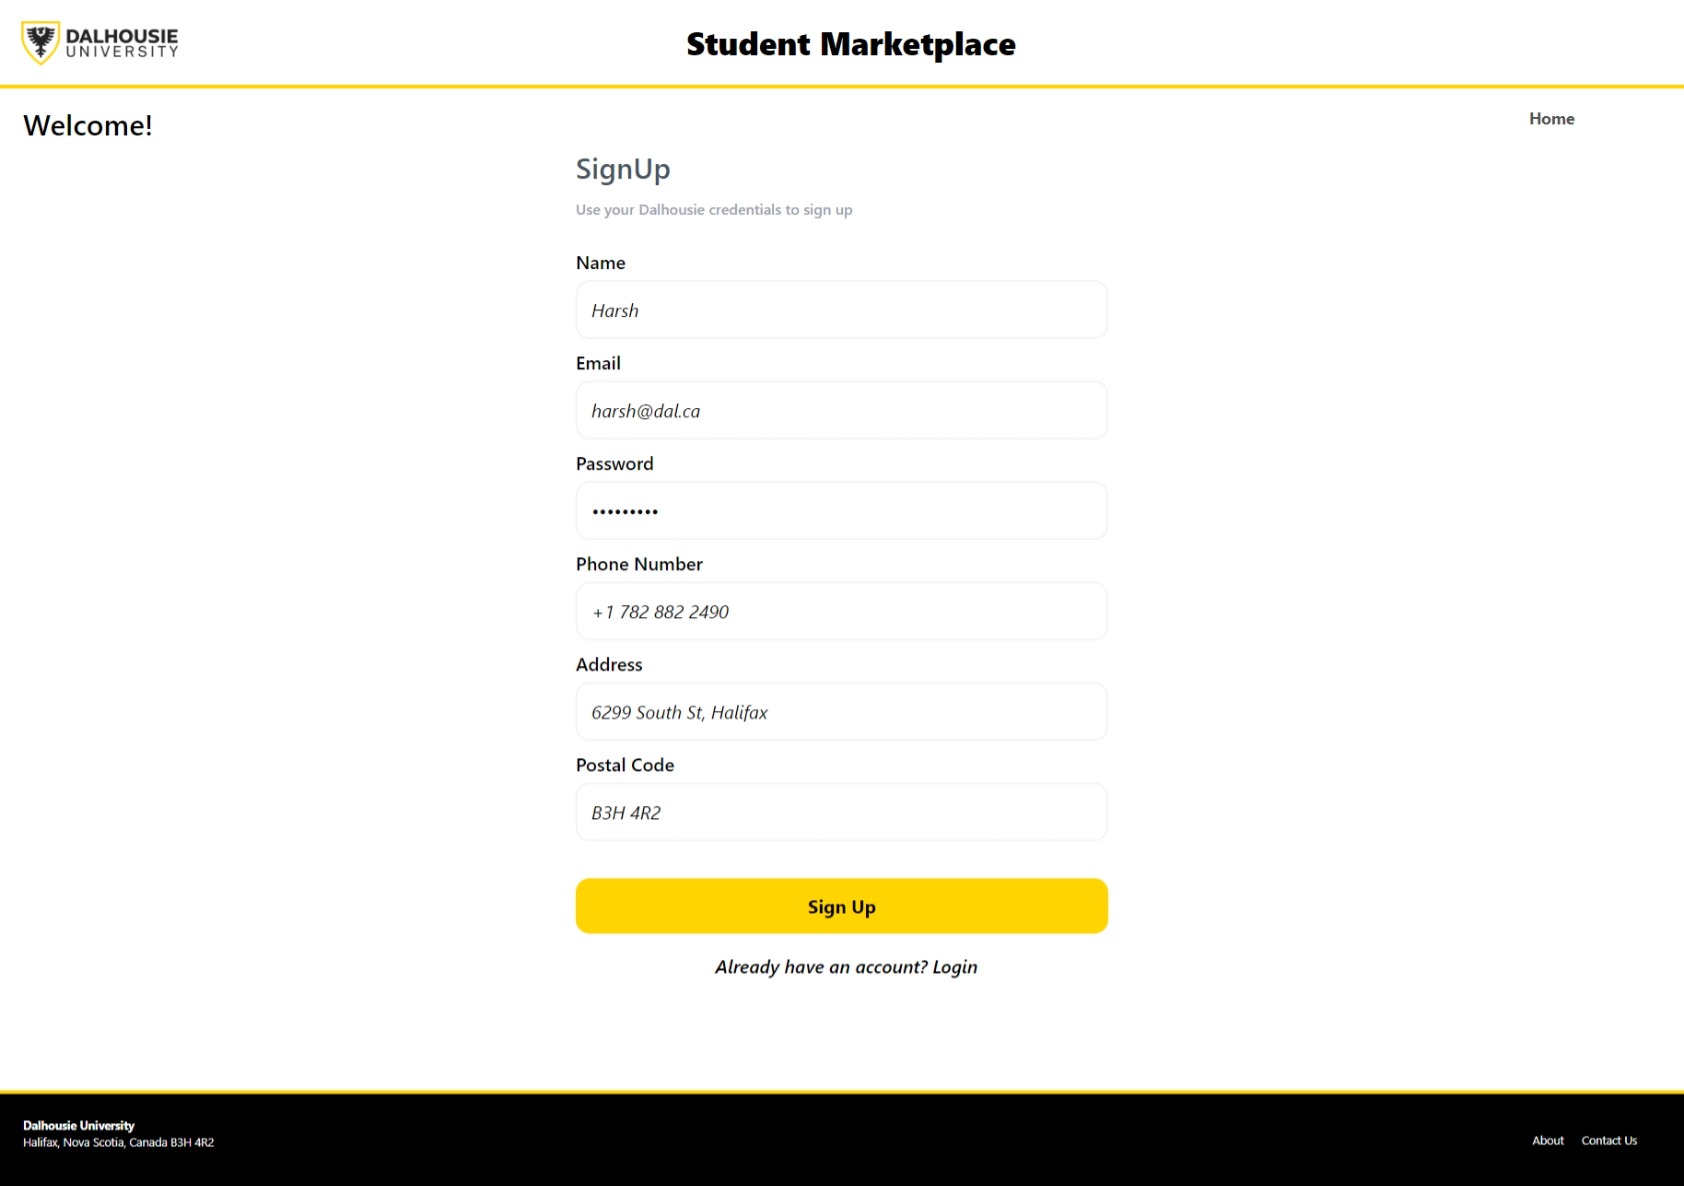 DALHOUSIE
UNIVERSITY
Student Marketplace
Welcome!
Home
SignUp
Use your Dalhousie credentials to sign up
Name
Harsh
Email
harsh@dal.ca
Password
•••••••••
Phone Number
+1 782 882 2490
Address
6299 South St, Halifax
Postal Code
B3H 4R2
Sign Up
Already have an account? Login
Dalhousie University
Halifax, Nova Scotia, Canada B3H 4R2
About Contact Us